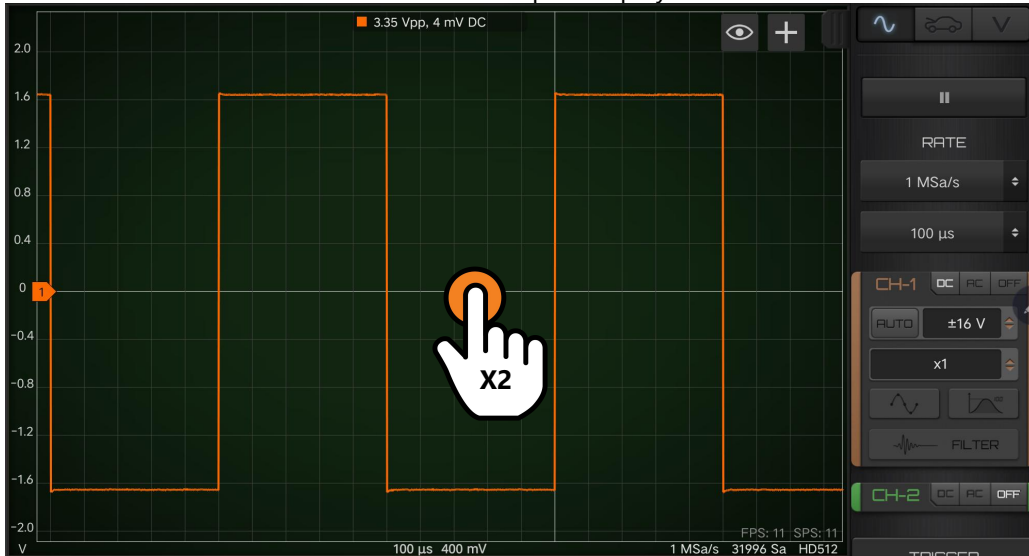 3.35 Vpp, 4 mV DC
2.0
1.6
1.2
0.8
0.4
0
-0.4
-0.8
-1.2
-1.6
-2.0
V
1
X2
FPS: 11 SPS: 11
100 µs 400 mV
1 MSa/s 31996 Sa HD512
V
RATE
1 MSa/s
100 µs
CH-1 DC AC OFF
AUTO ±16 V
x1
FILTER
CH-2 DC AC OFF